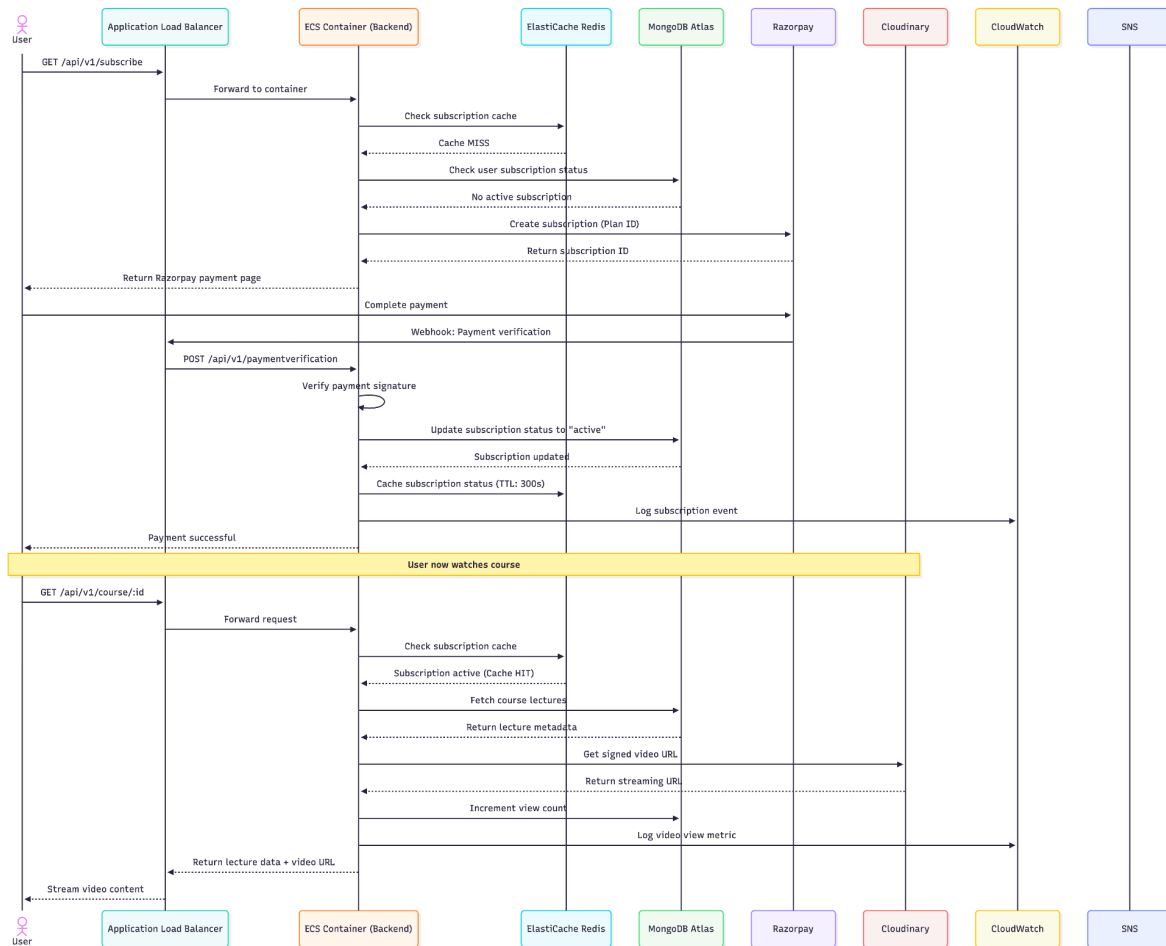 User
Application Load Balancer
ECS Container (Backend)
ElastiCache Redis
MongoDB Atlas
Razorpay
Cloudinary
CloudWatch
SNS
GET /api/v1/subscribe
Forward to container
Check subscription cache
Cache MISS
Check user subscription status
No active subscription
Create subscription (Plan ID)
Return subscription ID
Return Razorpay payment page
Complete payment
Webhook: Payment verification
POST /api/v1/paymentverification
Verify payment signature
Update subscription status to "active"
Subscription updated
Cache subscription status (TTL: 300s)
Log subscription event
Payment successful
User now watches course
GET /api/v1/course/:id
Forward request
Check subscription cache
Subscription active (Cache HIT)
Fetch course lectures
Return lecture metadata
Get signed video URL
Return streaming URL
Increment view count
Log video view metric
Return lecture data + video URL
Stream video content
User
Application Load Balancer
ECS Container (Backend)
ElastiCache Redis
MongoDB Atlas
Razorpay
Cloudinary
CloudWatch
SNS